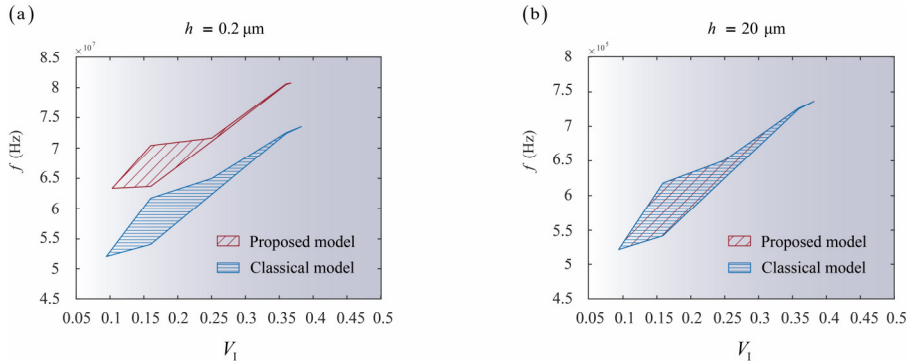 (a)
h = 0.2 μm
×10⁷
8.5
8
7.5
7
6.5
6
5.5
5
4.5
f (Hz)
Proposed model
Classical model
0.05 0.1 0.15 0.2 0.25 0.3 0.35 0.4 0.45 0.5
V_I
(b)
h = 20 μm
×10⁵
8
7.5
7
6.5
6
5.5
5
4.5
f (Hz)
Proposed model
Classical model
0.05 0.1 0.15 0.2 0.25 0.3 0.35 0.4 0.45 0.5
V_I